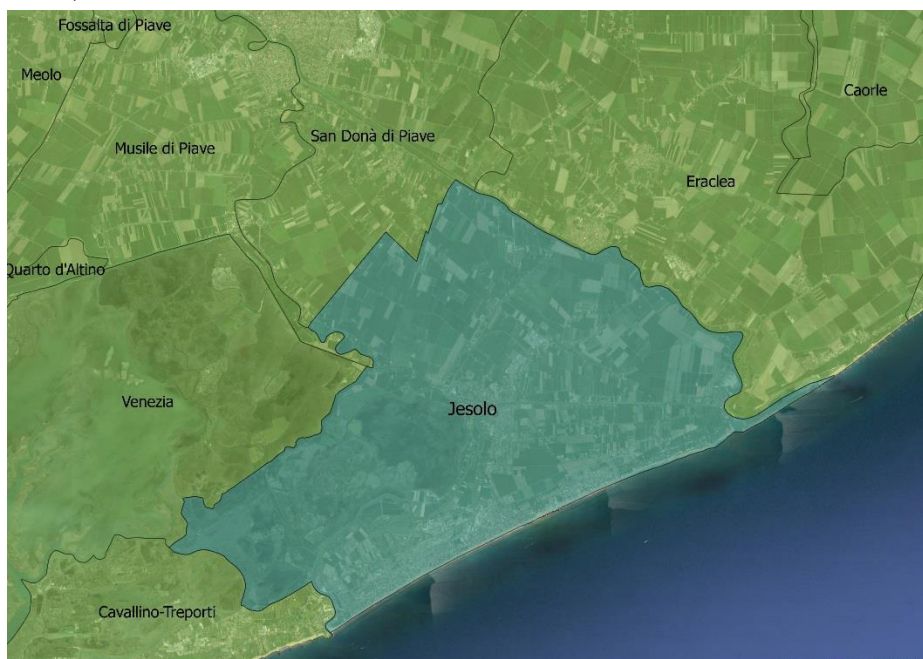 Fossalta di Piave
Meolo
Caorle
Musile di Piave
San Donà di Piave
Eraclea
Quarto d'Altino
Venezia
Jesolo
Cavallino-Treporti